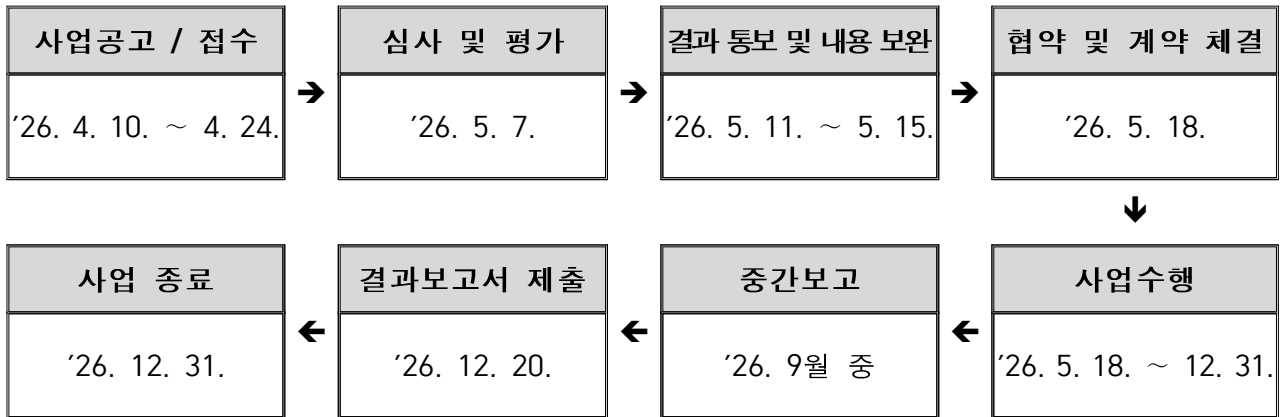 사업공고 / 접수
'26. 4. 10. ~ 4. 24.
➔
심사 및 평가
'26. 5. 7.
➔
결과 통보 및 내용 보완
'26. 5. 11. ~ 5. 15.
➔
협약 및 계약 체결
'26. 5. 18.
🡫
사업수행
'26. 5. 18. ~ 12. 31.
🡨
중간보고
'26. 9월 중
🡨
결과보고서 제출
'26. 12. 20.
🡨
사업 종료
'26. 12. 31.